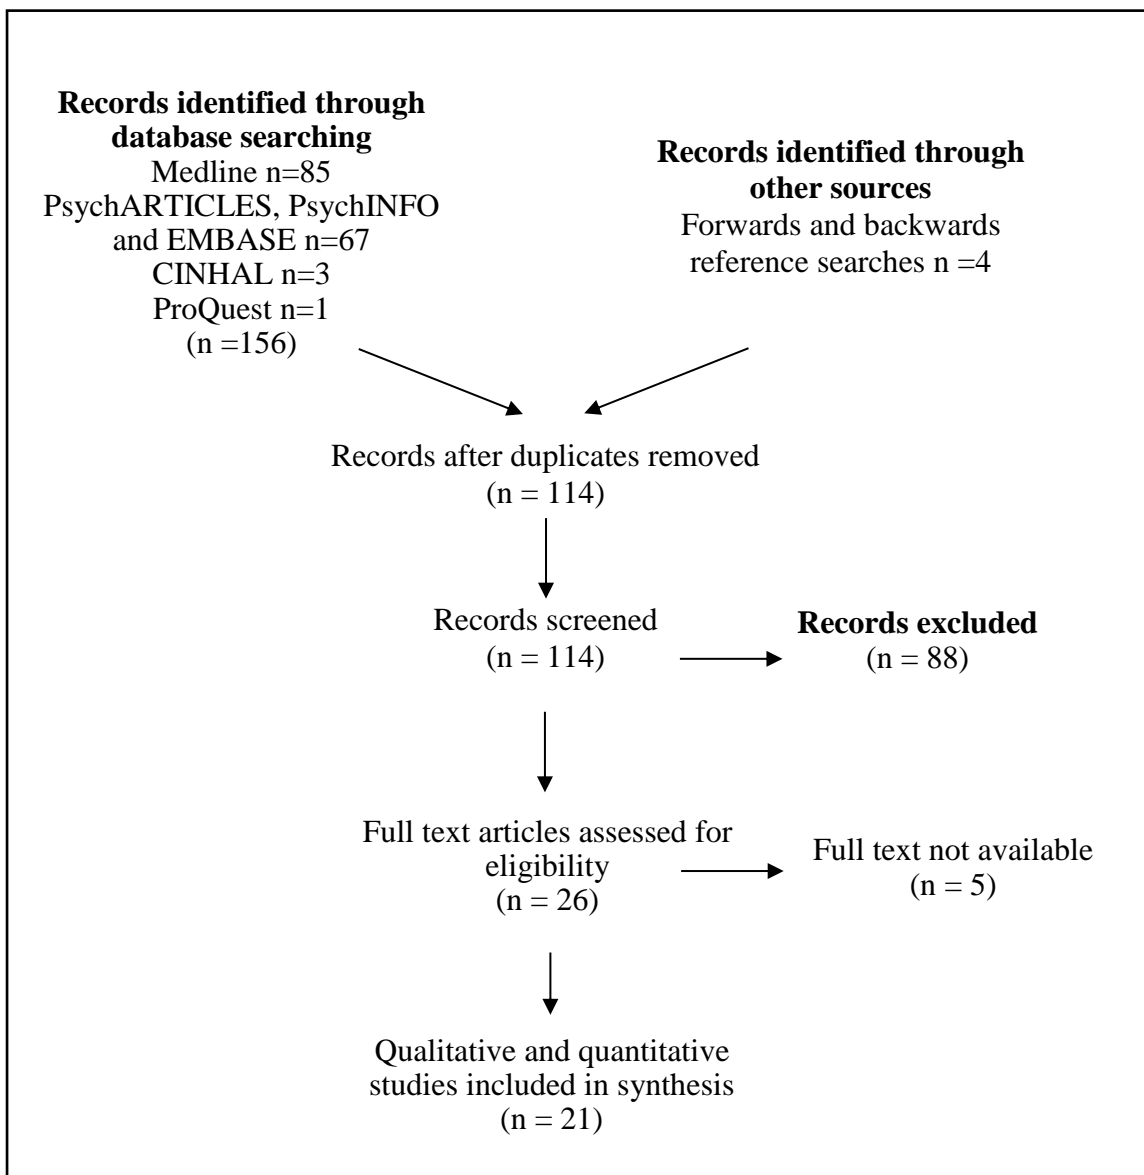 Records identified through
database searching
Medline n=85
PsychARTICLES, PsychINFO
and EMBASE n=67
CINHAL n=3
ProQuest n=1
(n =156)
Records identified through
other sources
Forwards and backwards
reference searches n =4
Records after duplicates removed
(n = 114)
Records screened
(n = 114)
Records excluded
(n = 88)
Full text articles assessed for
eligibility
(n = 26)
Full text not available
(n = 5)
Qualitative and quantitative
studies included in synthesis
(n = 21)